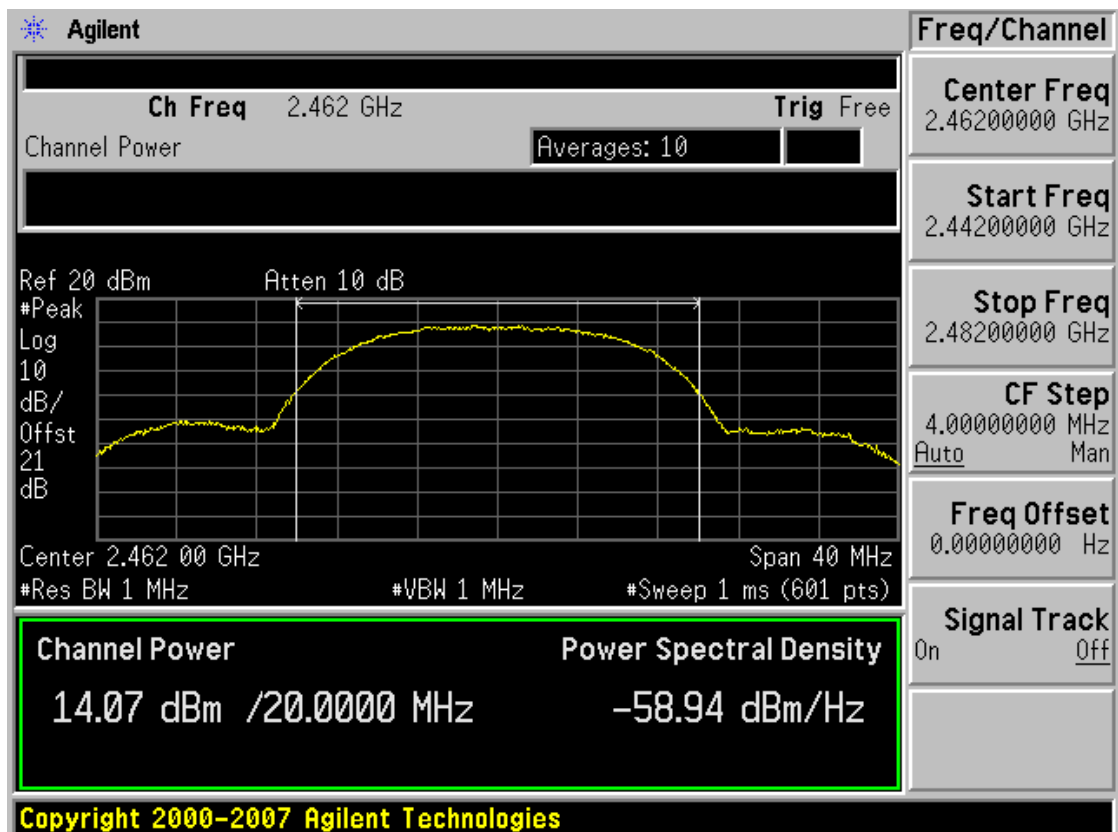 Agilent
Freq/Channel
Ch Freq 2.462 GHz Trig Free
Channel Power Averages: 10
Center Freq
2.46200000 GHz
Start Freq
2.44200000 GHz
Stop Freq
2.48200000 GHz
CF Step
4.00000000 MHz
Auto Man
Freq Offset
0.00000000 Hz
Signal Track
On Off
Ref 20 dBm Atten 10 dB
#Peak
Log
10
dB/
Offst
21
dB
Center 2.462 00 GHz Span 40 MHz
#Res BW 1 MHz #VBW 1 MHz #Sweep 1 ms (601 pts)
Channel Power Power Spectral Density
14.07 dBm /20.0000 MHz -58.94 dBm/Hz
Copyright 2000-2007 Agilent Technologies